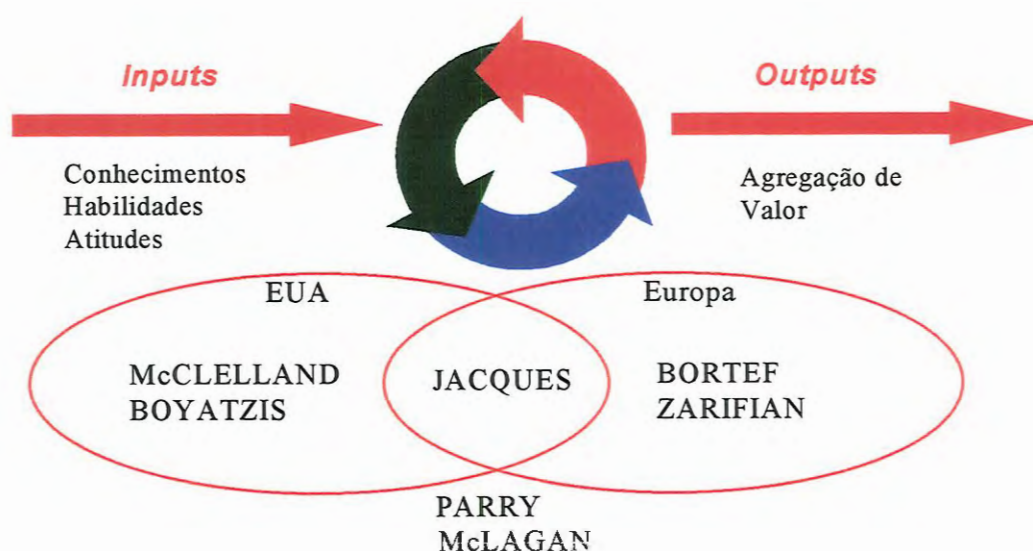 Inputs
Outputs
Conhecimentos
Habilidades
Atitudes
Agregação de
Valor
EUA
Europa
McCLELLAND
BOYATZIS
JACQUES
BORTEF
ZARIFIAN
PARRY
McLAGAN